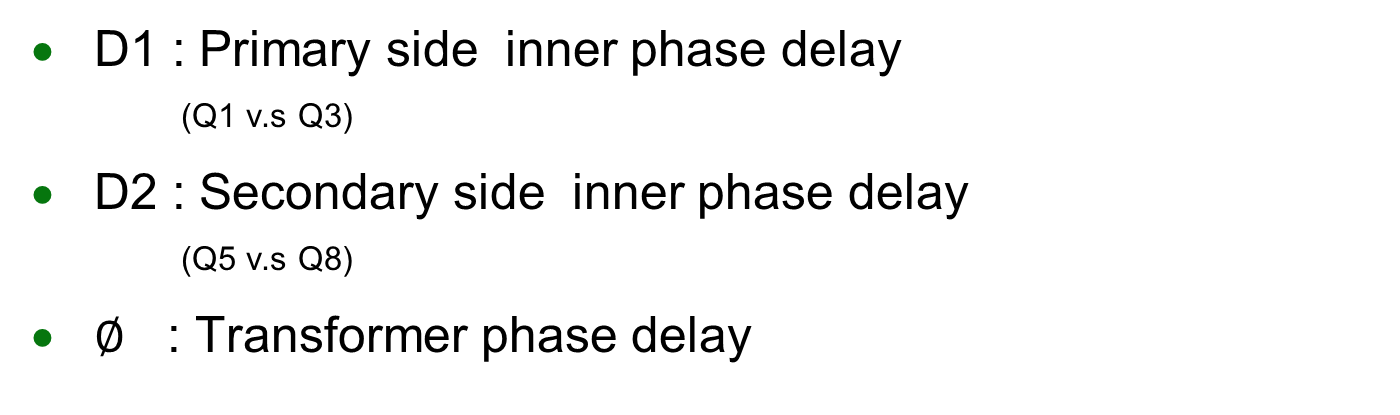 • D1 : Primary side inner phase delay
(Q1 v.s Q3)
• D2 : Secondary side inner phase delay
(Q5 v.s Q8)
• Ø : Transformer phase delay